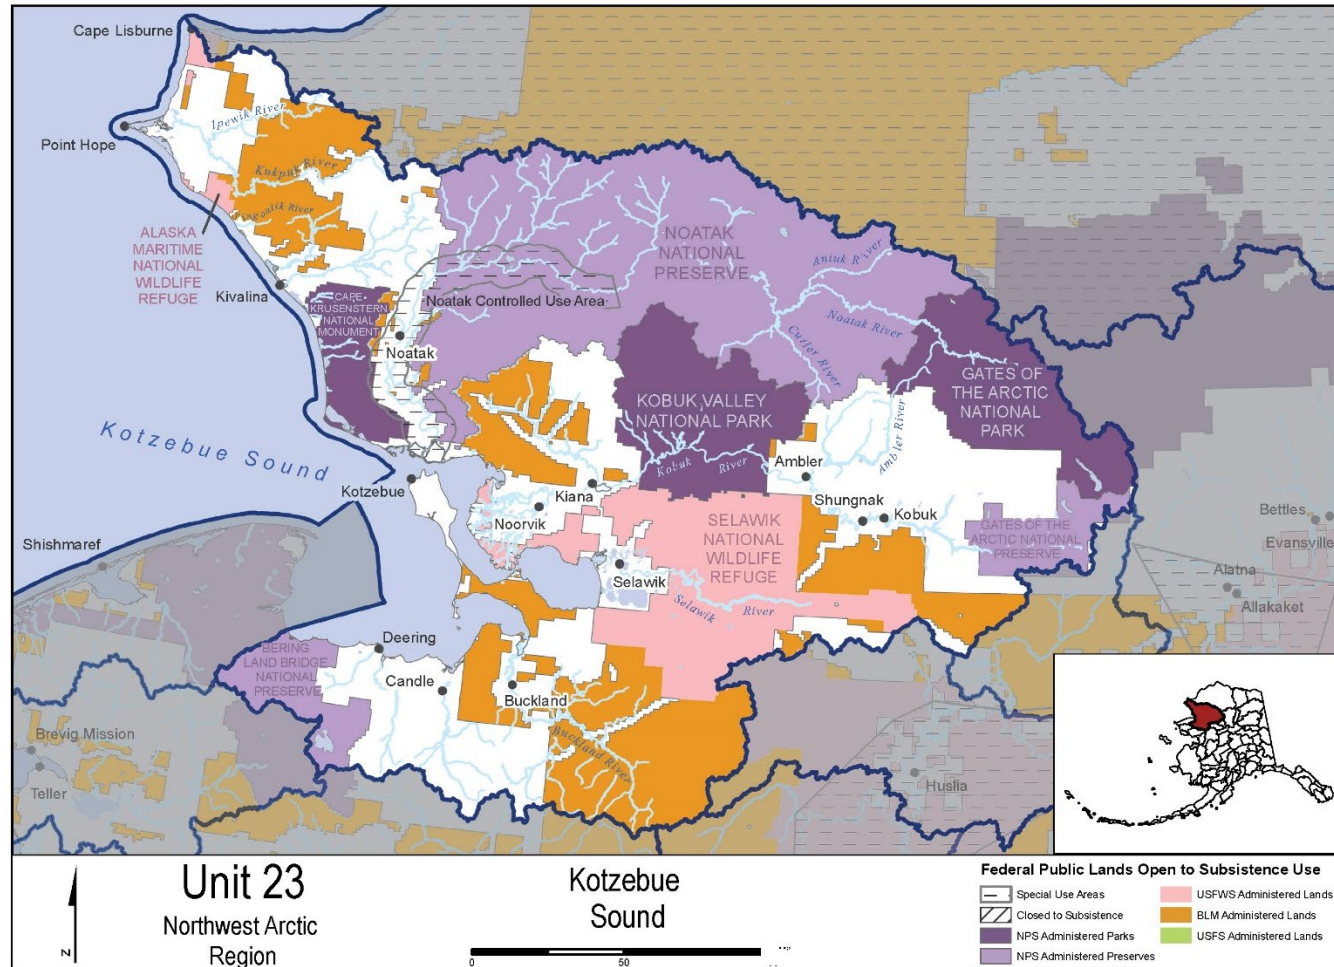 Cape Lisburne
Point Hope
Ipewik River
Kukpuk River
ALASKA
MARITIME
NATIONAL
WILDLIFE
REFUGE
Kivalina
CAPE
KRUSENSTERN
NATIONAL
MONUMENT
Noatak
Noatak Controlled Use Area
NOATAK
NATIONAL
PRESERVE
Aniuk River
Noatak River
Cutler River
KOBUK VALLEY
NATIONAL PARK
Kobuk River
GATES OF
THE ARCTIC
NATIONAL
PARK
Ambler River
Ambler
Shungnak
Kobuk
GATES OF THE
ARCTIC NATIONAL
PRESERVE
Kotzebue Sound
Kotzebue
Kiana
Noorvik
Selawik
SELAWIK
NATIONAL
WILDLIFE
REFUGE
Selawik River
Shishmaref
Deering
BERING
LAND BRIDGE
NATIONAL
PRESERVE
Candle
Buckland
Buckland River
Brevig Mission
Teller
Huslia
Bettles
Evansville
Alatna
Allakaket
N
Unit 23
Northwest Arctic
Region
Kotzebue
Sound
0
50
Federal Public Lands Open to Subsistence Use
Special Use Areas
Closed to Subsistence
NPS Administered Parks
NPS Administered Preserves
USFWS Administered Lands
BLM Administered Lands
USFS Administered Lands